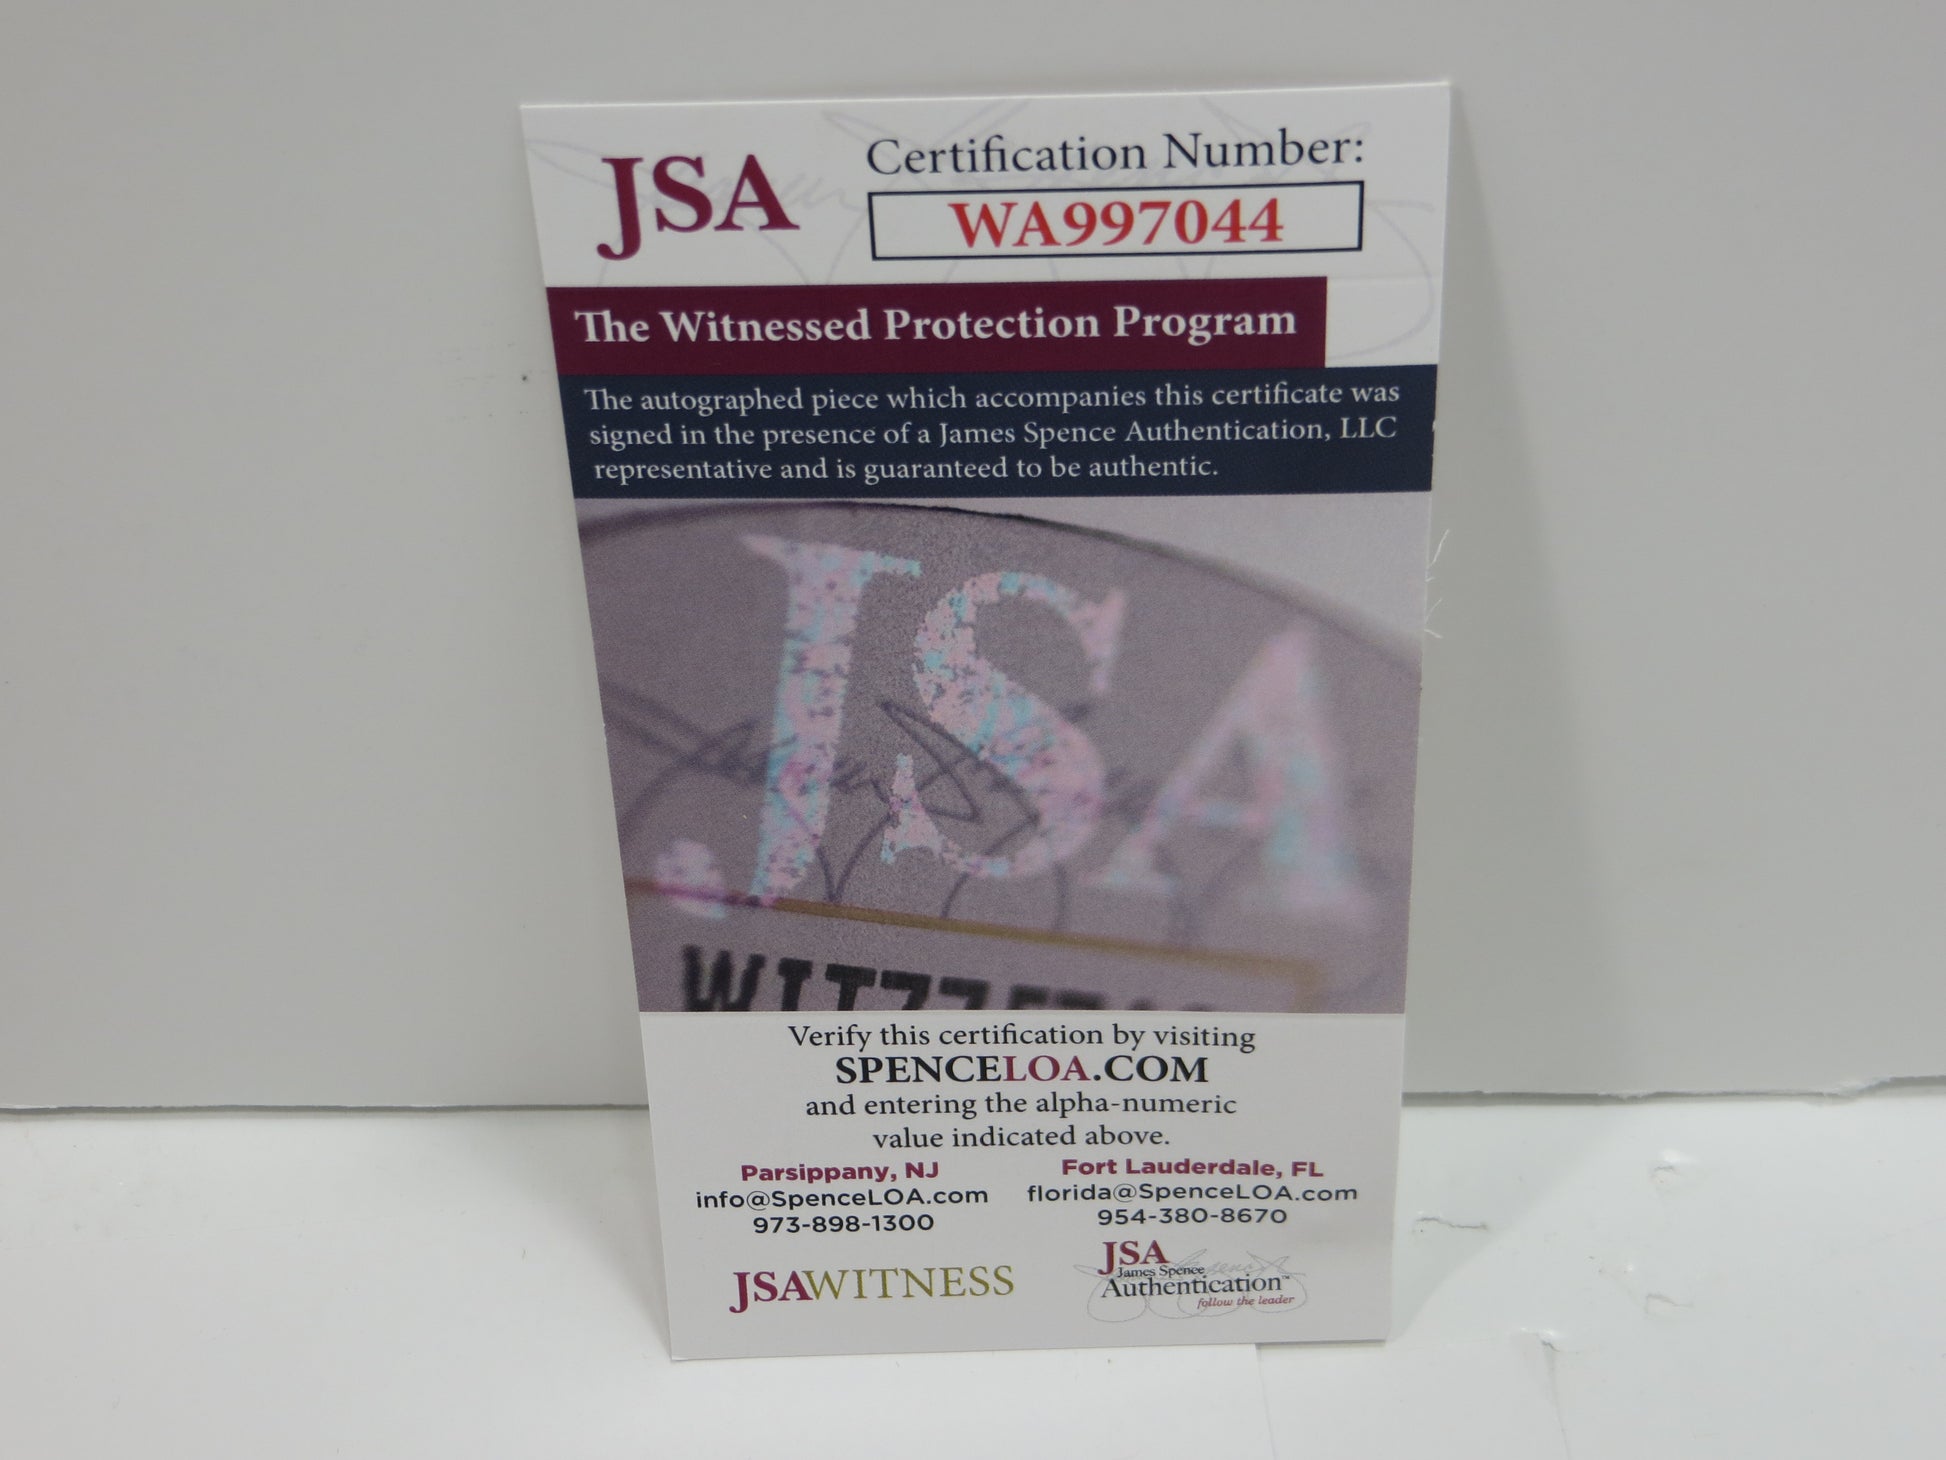 JSA
Certification Number:
WA997044
The Witnessed Protection Program
The autographed piece which accompanies this certificate was
signed in the presence of a James Spence Authentication, LLC
representative and is guaranteed to be authentic.
JSA
Verify this certification by visiting
SPENCELOA.COM
and entering the alpha-numeric
value indicated above.
Parsippany, NJ
info@SpenceLOA.com
973-898-1300
Fort Lauderdale, FL
florida@SpenceLOA.com
954-380-8670
JSAWITNESS
JSA
James Spence
Authentication™
follow the leader